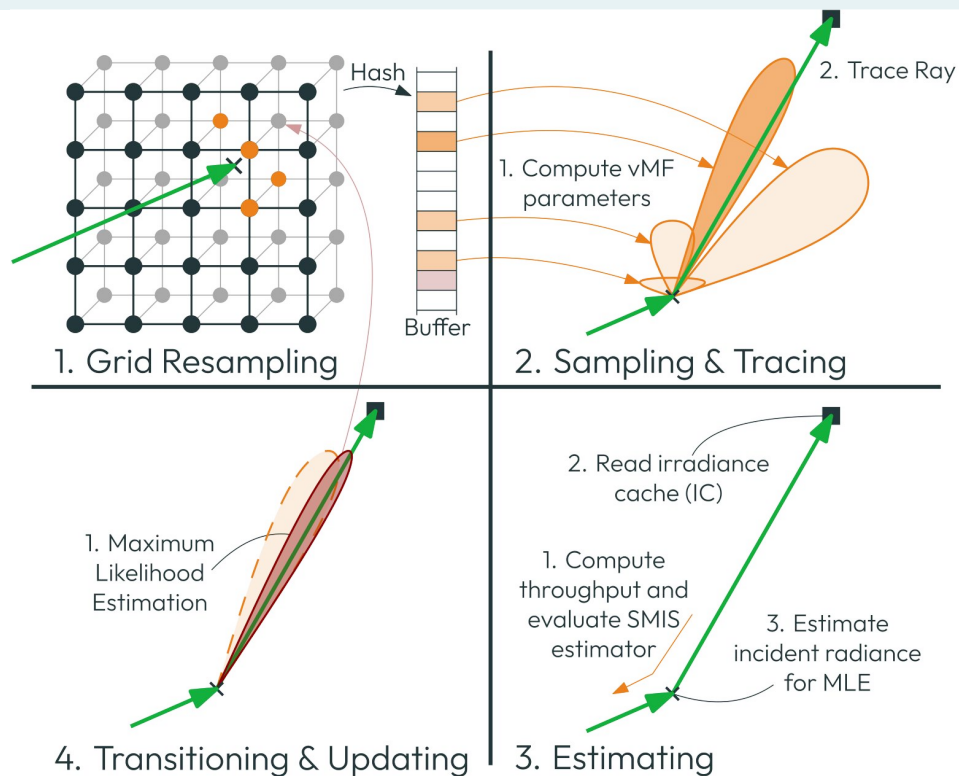 Hash
Buffer
1. Grid Resampling
2. Trace Ray
1. Compute vMF
parameters
2. Sampling & Tracing
1. Maximum
Likelihood
Estimation
4. Transitioning & Updating
2. Read irradiance
cache (IC)
1. Compute
throughput and
evaluate SMIS
estimator
3. Estimate
incident radiance
for MLE
3. Estimating